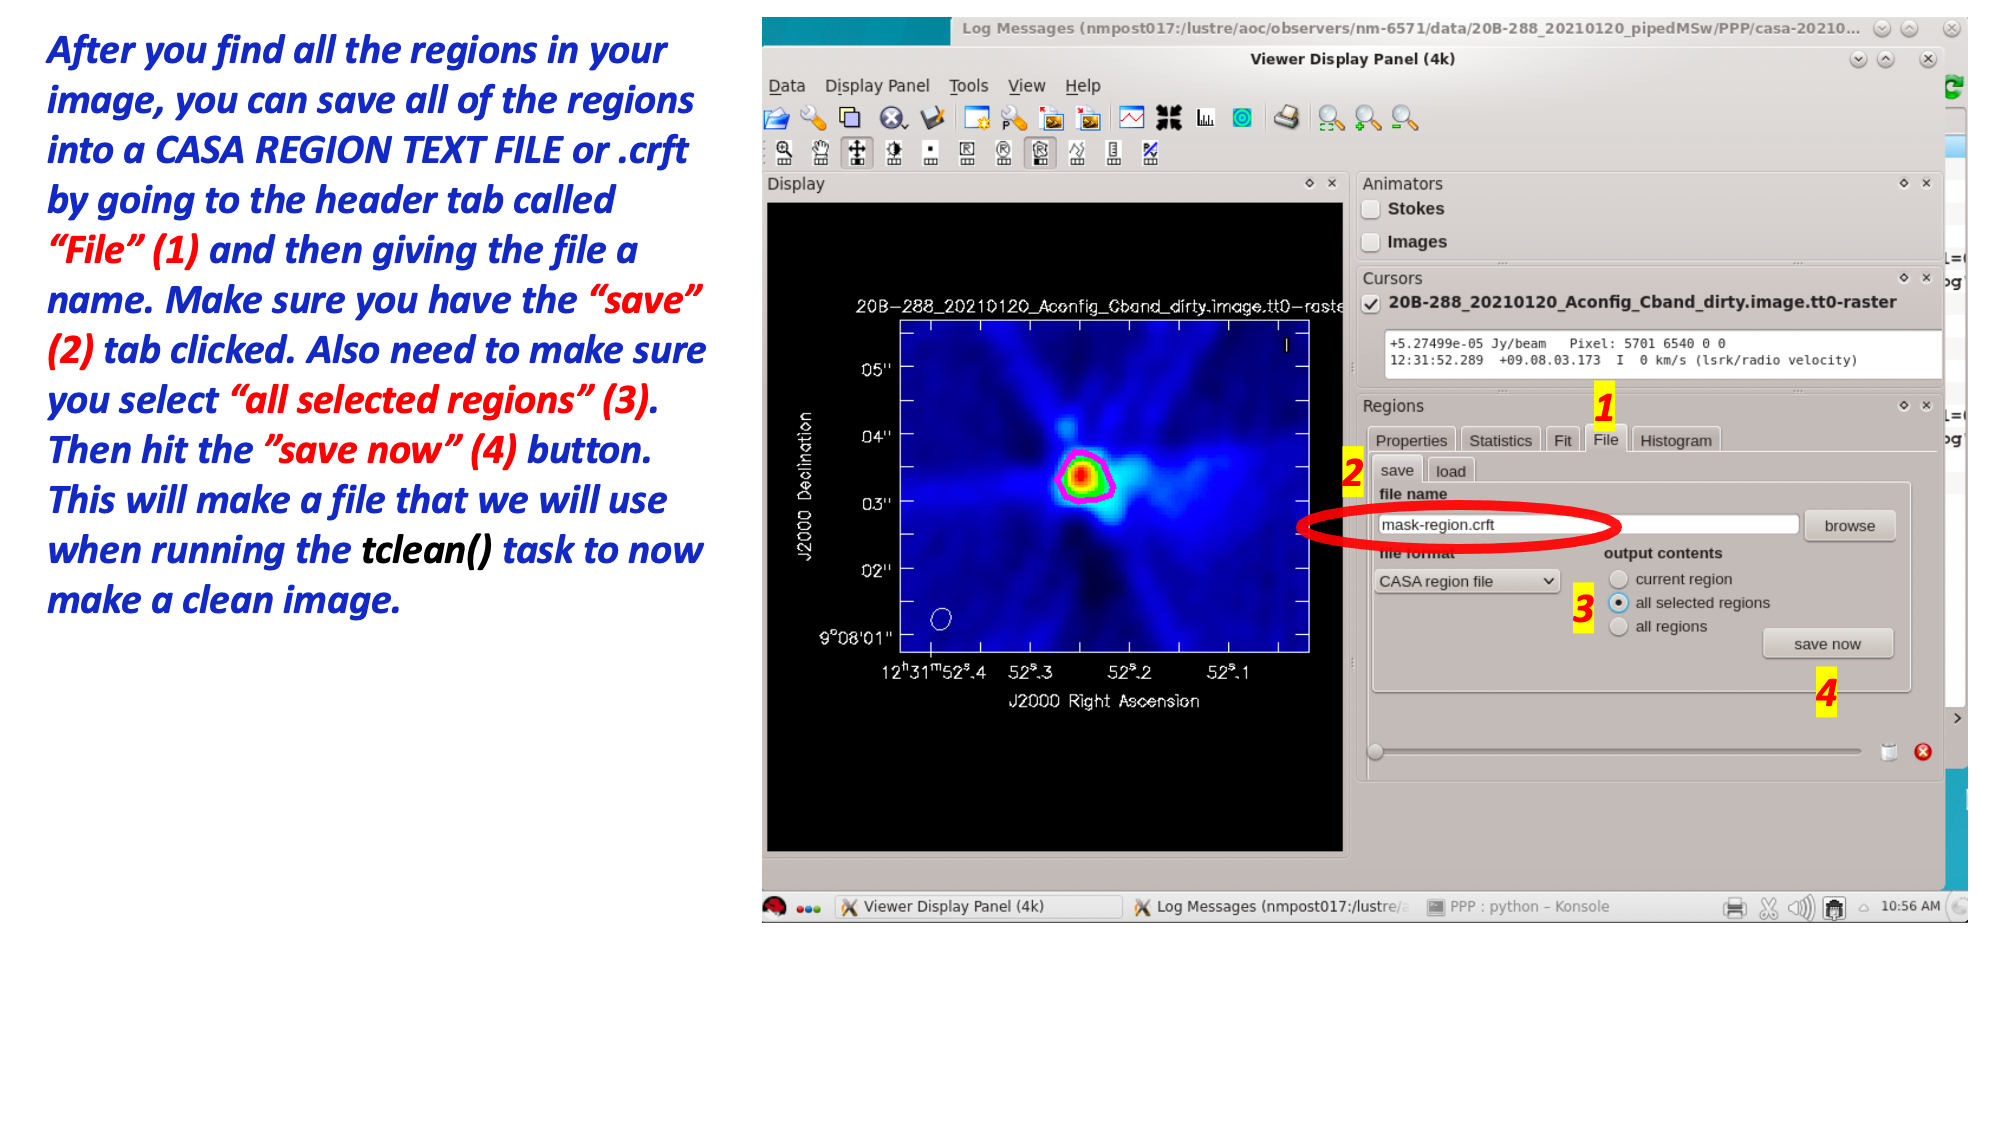 After you find all the regions in your
image, you can save all of the regions
into a CASA REGION TEXT FILE or .crft
by going to the header tab called
“File” (1) and then giving the file a
name. Make sure you have the “save”
(2) tab clicked. Also need to make sure
you select “all selected regions” (3).
Then hit the ”save now” (4) button.
This will make a file that we will use
when running the tclean() task to now
make a clean image.
Log Messages (nmpost017:/lustre/aoc/observers/nm-6571/data/20B-288_20210120_pipedMSw/PPP/casa-20210...
Viewer Display Panel (4k)
Data Display Panel Tools View Help
Display
20B-288_20210120_Aconfig_Cband_dirty.image.tt0-raste
I
05"
04"
03"
02"
9°08'01"
J2000 Declination
12h31m52s.4 52s.3 52s.2 52s.1
J2000 Right Ascension
Animators
Stokes
Images
Cursors
20B-288_20210120_Aconfig_Cband_dirty.image.tt0-raster
+5.27499e-05 Jy/beam Pixel: 5701 6540 0 0
12:31:52.289 +09.08.03.173 I 0 km/s (lsrk/radio velocity)
1
Regions
Properties Statistics Fit File Histogram
2
save load
file name
mask-region.crft browse
file format output contents
CASA region file current region
3
all selected regions
all regions
save now
4
Viewer Display Panel (4k) Log Messages (nmpost017:/lustre/a PPP : python – Konsole 10:56 AM